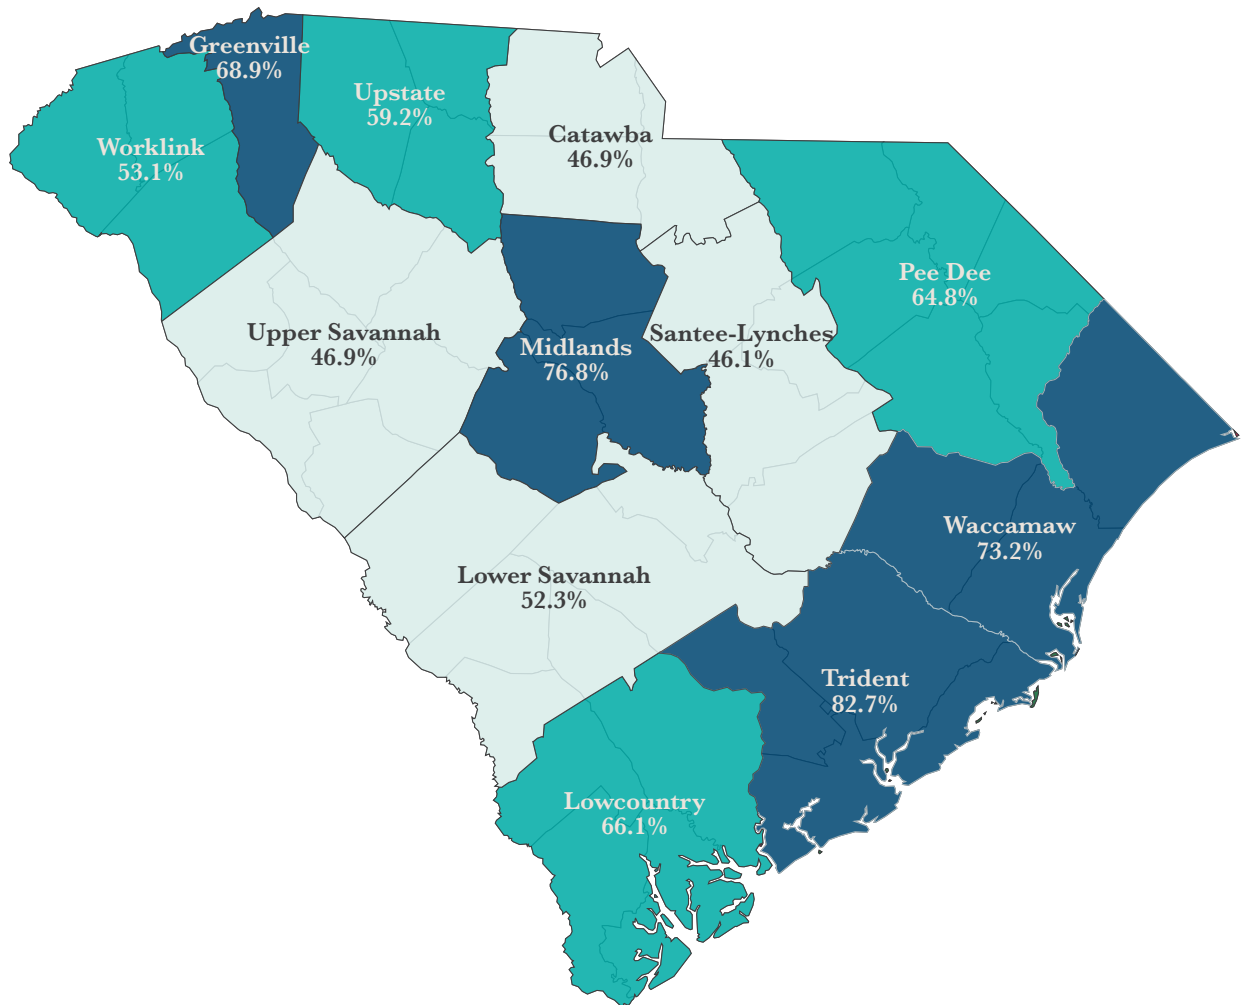 Greenville
68.9%
Upstate
59.2%
Worklink
53.1%
Catawba
46.9%
Pee Dee
64.8%
Upper Savannah
46.9%
Midlands
76.8%
Santee-Lynches
46.1%
Waccamaw
73.2%
Lower Savannah
52.3%
Trident
82.7%
Lowcountry
66.1%